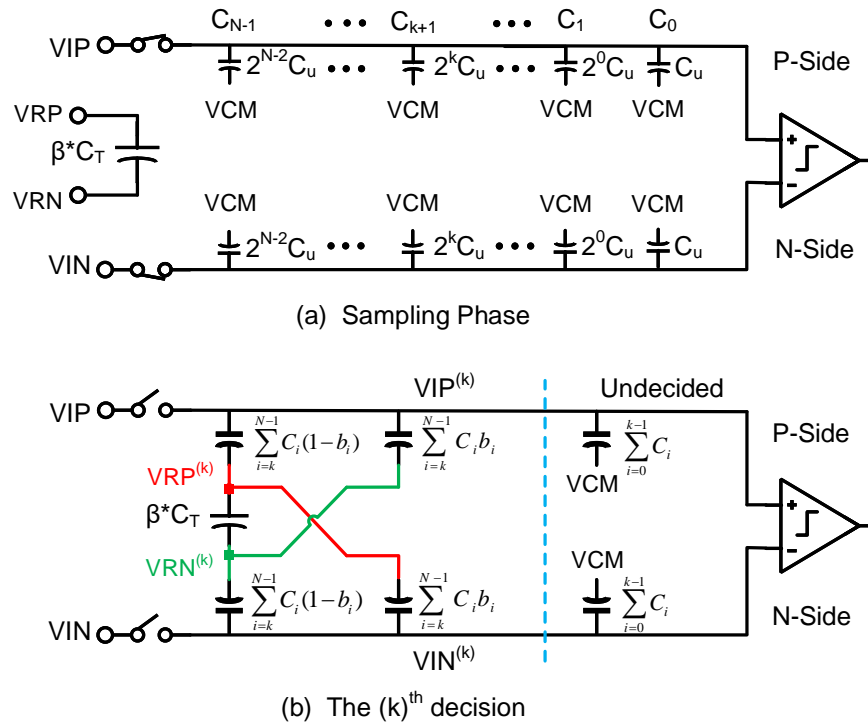 C_{N-1} ••• C_{k+1} ••• C_1 C_0
VIP
P-Side
2^{N-2}C_u ••• 2^kC_u ••• 2^0C_u C_u
VCM VCM VCM VCM
VRP
β*C_T
+
−
VRN
VCM VCM VCM VCM
2^{N-2}C_u ••• 2^kC_u ••• 2^0C_u C_u
N-Side
VIN
(a) Sampling Phase
VIP^{(k)} Undecided
VIP
P-Side
\sum_{i=k}^{N-1} C_i(1-b_i) \sum_{i=k}^{N-1} C_i b_i \sum_{i=0}^{k-1} C_i
VRP^{(k)}
VCM
β*C_T
+
−
VRN^{(k)}
VCM
\sum_{i=k}^{N-1} C_i(1-b_i) \sum_{i=k}^{N-1} C_i b_i \sum_{i=0}^{k-1} C_i
N-Side
VIN
VIN^{(k)}
(b) The (k)^{th} decision